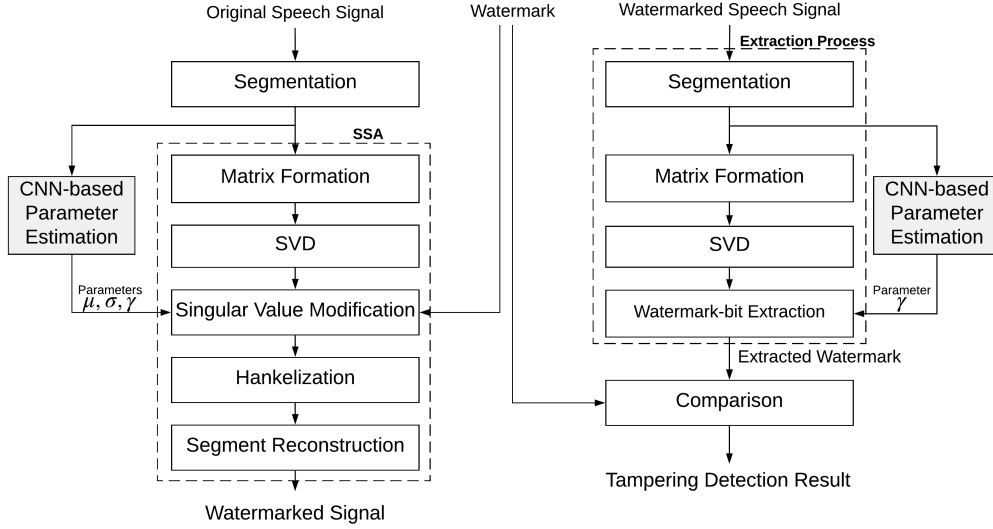 Original Speech Signal
Segmentation
SSA
Matrix Formation
CNN-based
Parameter
Estimation
SVD
Parameters
μ, σ, γ
Singular Value Modification
Hankelization
Segment Reconstruction
Watermarked Signal
Watermark
Watermarked Speech Signal
Extraction Process
Segmentation
Matrix Formation
CNN-based
Parameter
Estimation
SVD
Parameter
γ
Watermark-bit Extraction
Extracted Watermark
Comparison
Tampering Detection Result